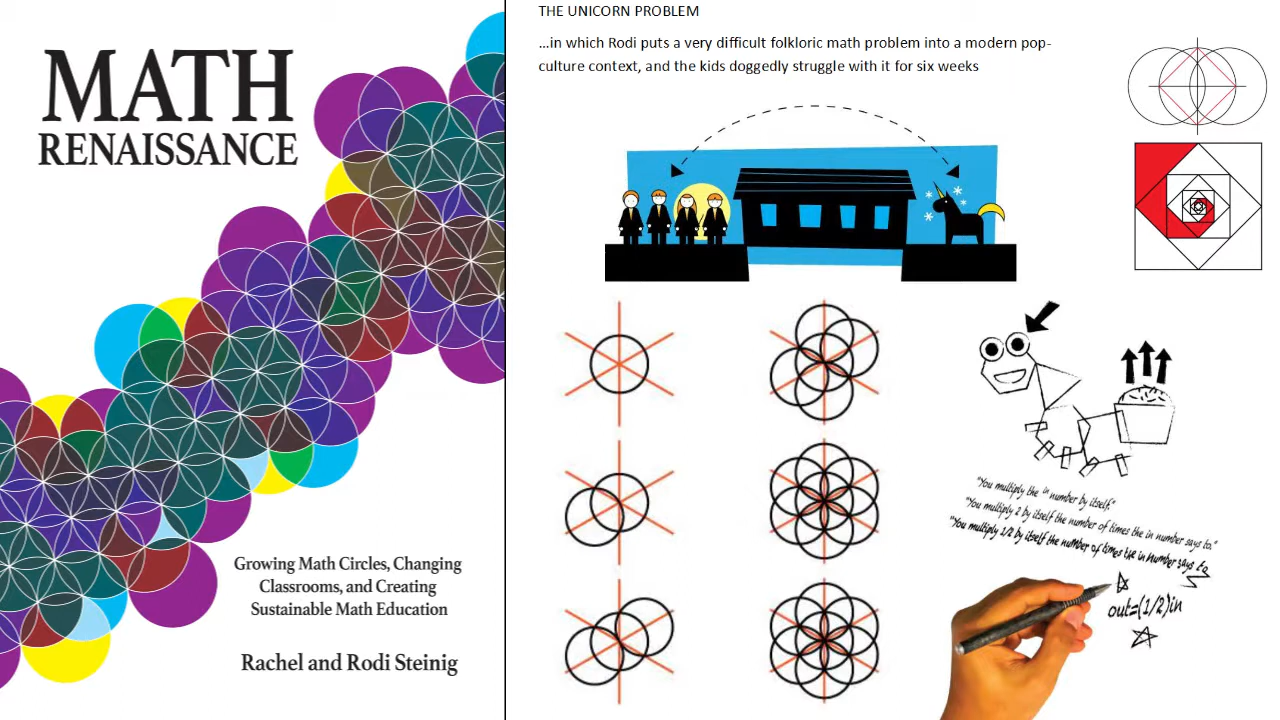 MATH
RENAISSANCE
Growing Math Circles, Changing
Classrooms, and Creating
Sustainable Math Education
Rachel and Rodi Steinig
THE UNICORN PROBLEM
...in which Rodi puts a very difficult folkloric math problem into a modern pop-
culture context, and the kids doggedly struggle with it for six weeks
"You multiply the in number by itself."
"You multiply 2 by itself the number of times the in number says to."
"You multiply 1/2 by itself the number of times the in number says to
out=(1/2)in